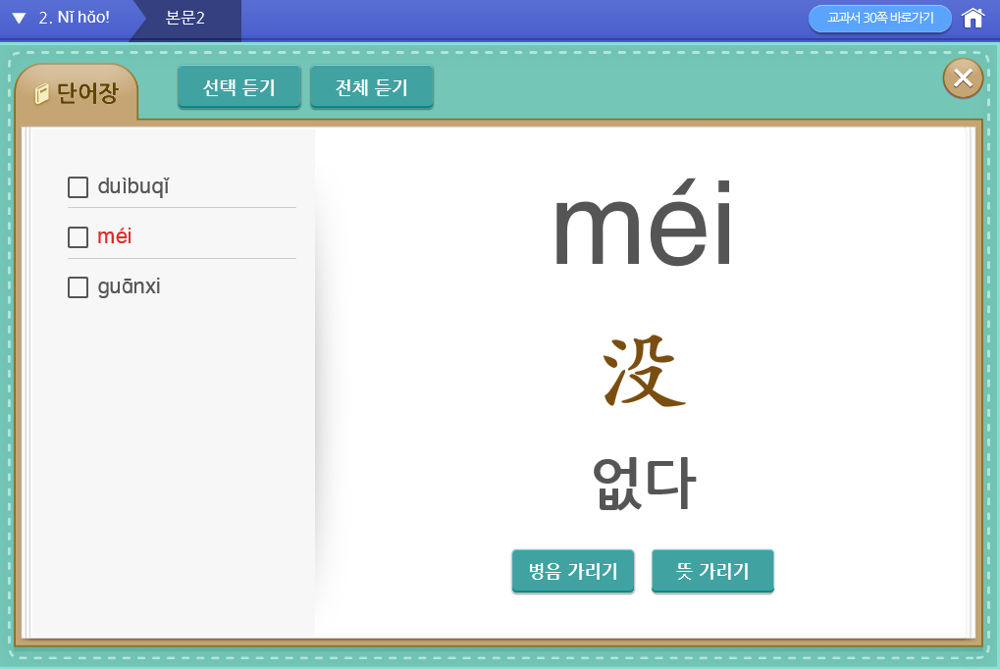 2. Nǐ hǎo!
본문2
교과서 30쪽 바로가기
단어장
선택 듣기
전체 듣기
duìbuqǐ
méi
guānxi
méi
没
없다
병음 가리기
뜻 가리기